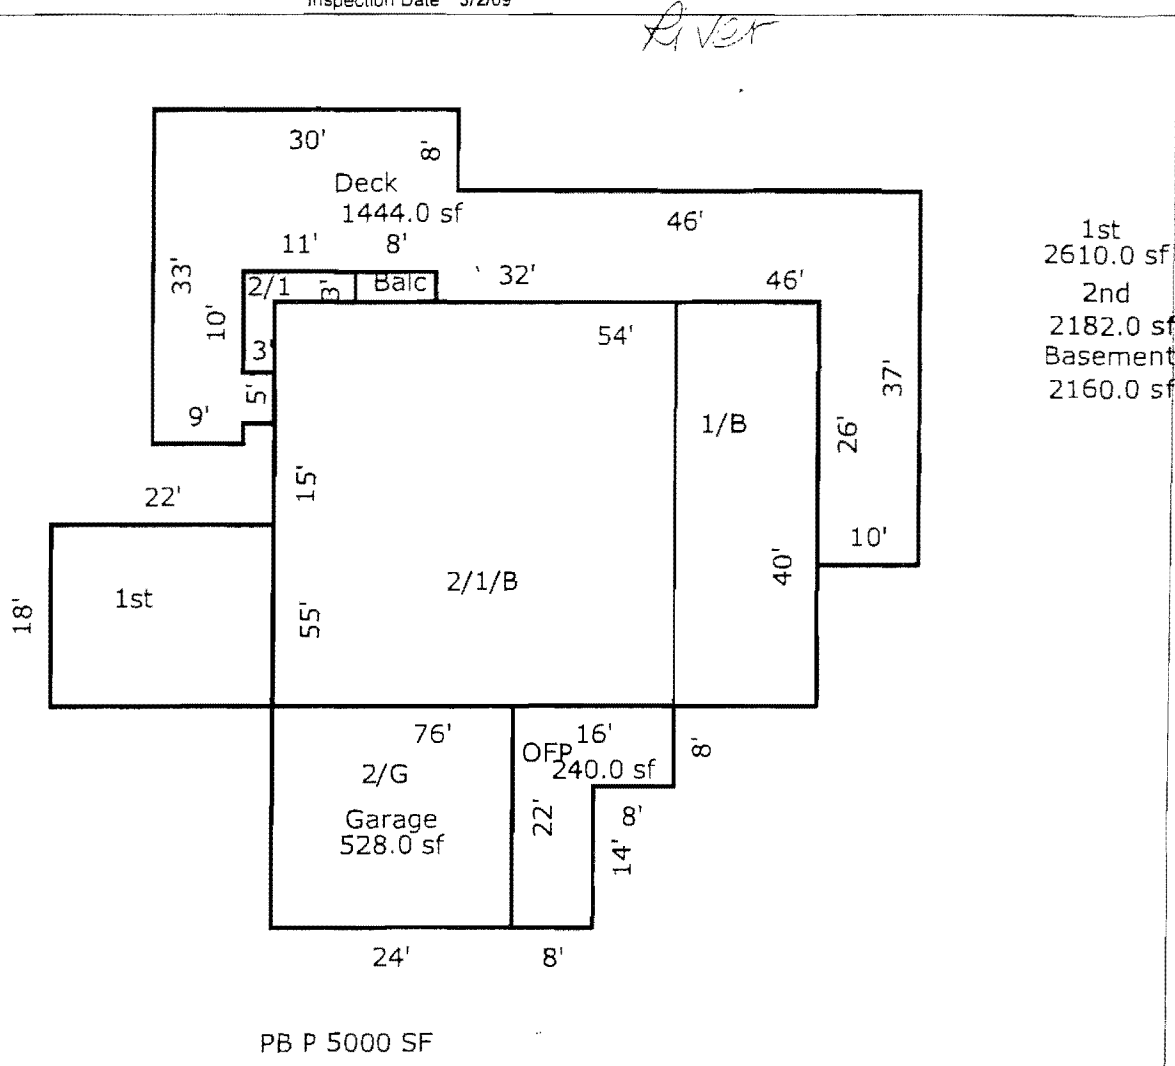 Inspection Date 3/2/09
River
30'
8'
Deck
1444.0 sf
46'
11'
8'
33'
2/1
3'
Balc
32'
46'
10'
54'
3'
5'
9'
37'
1/B
26'
15'
22'
10'
40'
2/1/B
1st
18'
55'
76'
16'
8'
OFP
240.0 sf
2/G
22'
8'
Garage
528.0 sf
14'
24'
8'
1st
2610.0 sf
2nd
2182.0 sf
Basement
2160.0 sf
PB P 5000 SF